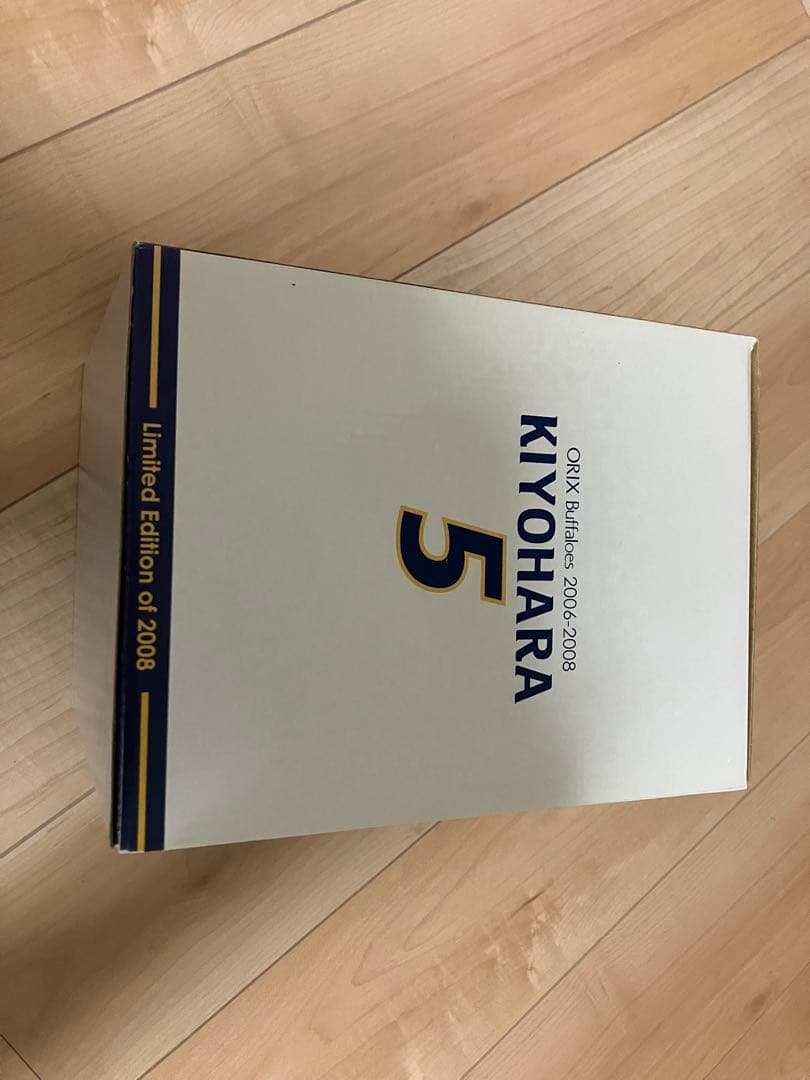 ORIX Buffaloes 2006-2008
KIYOHARA
5
Limited Edition of 2008